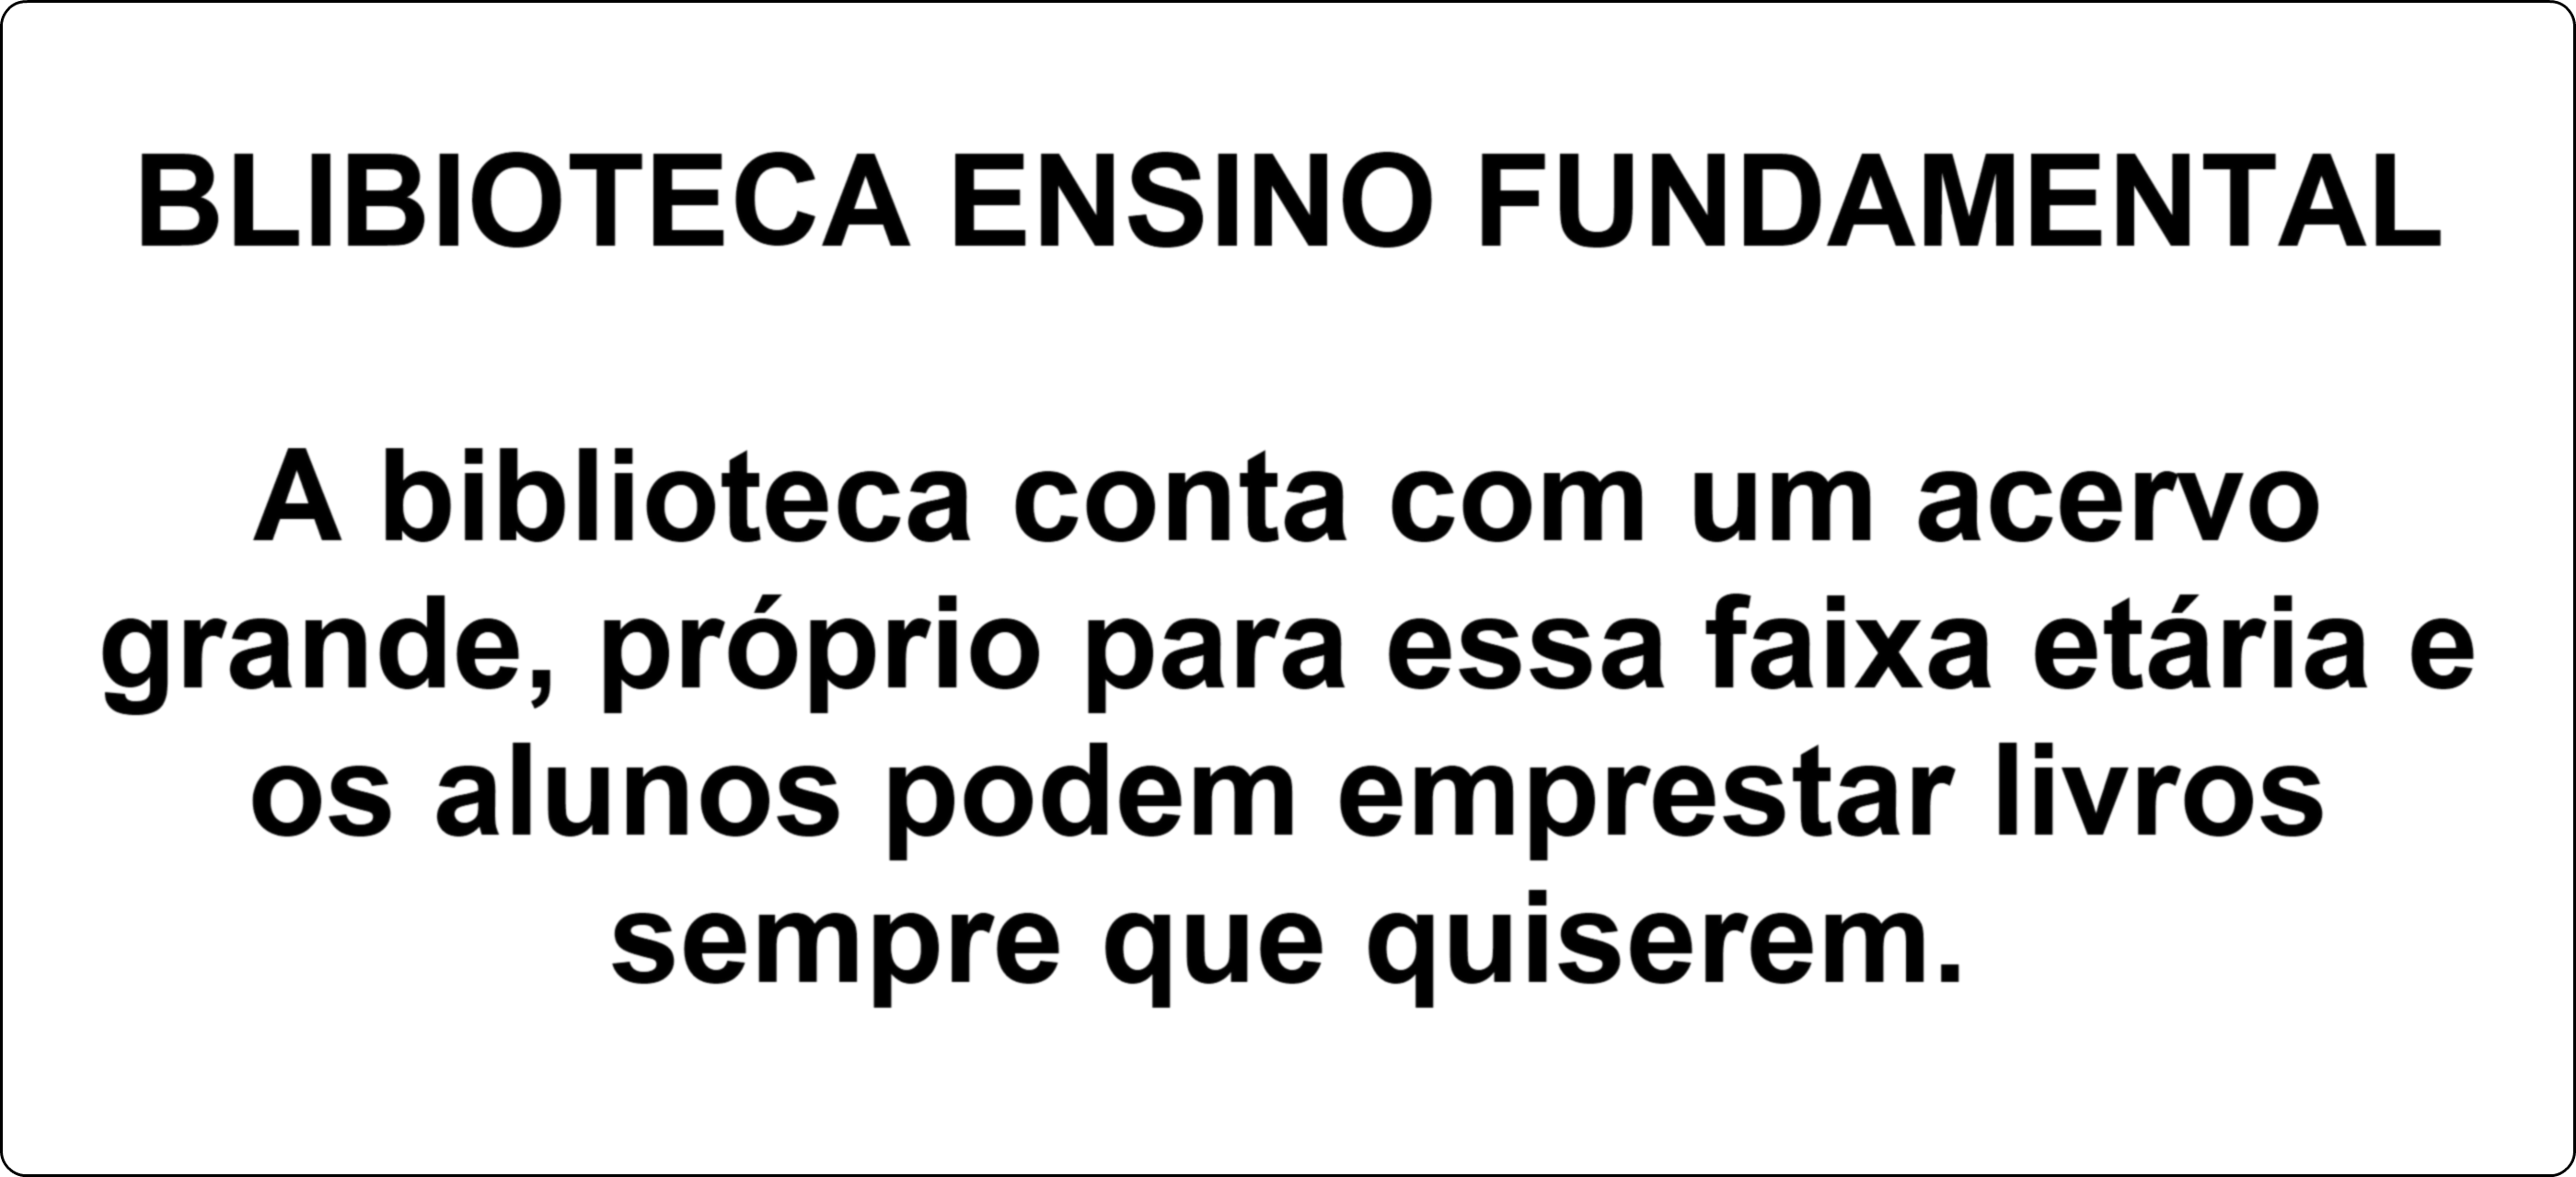 BLIBIOTECA ENSINO FUNDAMENTAL
A biblioteca conta com um acervo
grande, próprio para essa faixa etária e
os alunos podem emprestar livros
sempre que quiserem.